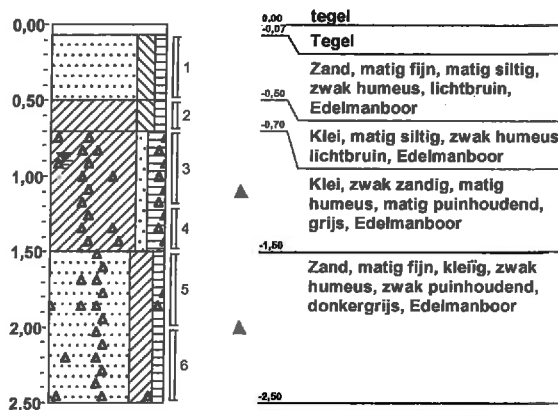 0,00
0,50
1,00
1,50
2,00
2,50
1
2
3
4
5
6
0,00 tegel
-0,07
Tegel
Zand, matig fijn, matig siltig,
zwak humeus, lichtbruin,
-0,50
Edelmanboor
-0,70
Klei, matig siltig, zwak humeus
lichtbruin, Edelmanboor
Klei, zwak zandig, matig
humeus, matig puinhoudend,
grijs, Edelmanboor
-1,50
Zand, matig fijn, kleiïg, zwak
humeus, zwak puinhoudend,
donkergrijs, Edelmanboor
-2,50